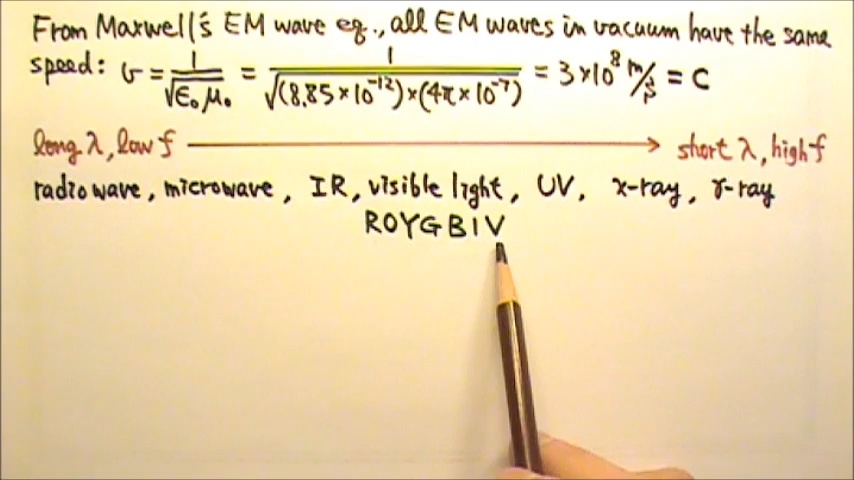 From Maxwell's EM wave eq., all EM waves in vacuum have the same
speed: v = 1/√ε₀μ₀ = 1/√(8.85×10⁻¹²)×(4π×10⁻⁷) = 3×10⁸ m/s = c
long λ, low f → short λ, high f
radiowave, microwave, IR, visible light, UV, x-ray, γ-ray
ROYGBIV